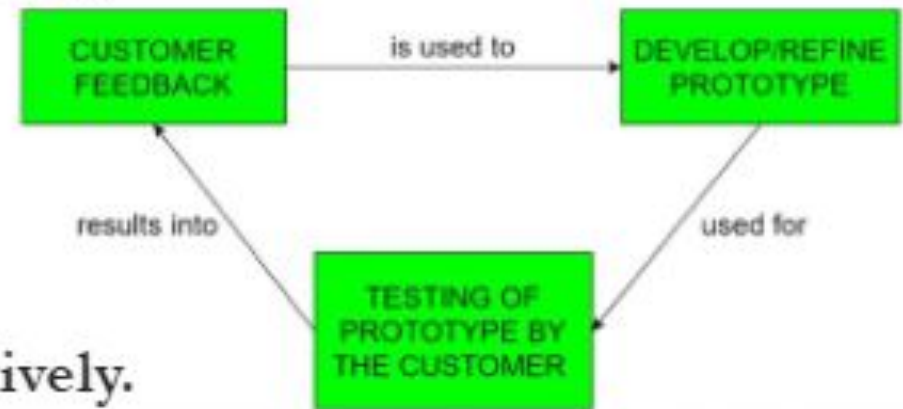 CUSTOMER
FEEDBACK
is used to
DEVELOP/REFINE
PROTOTYPE
results into
used for
TESTING OF
PROTOTYPE BY
THE CUSTOMER
ively.